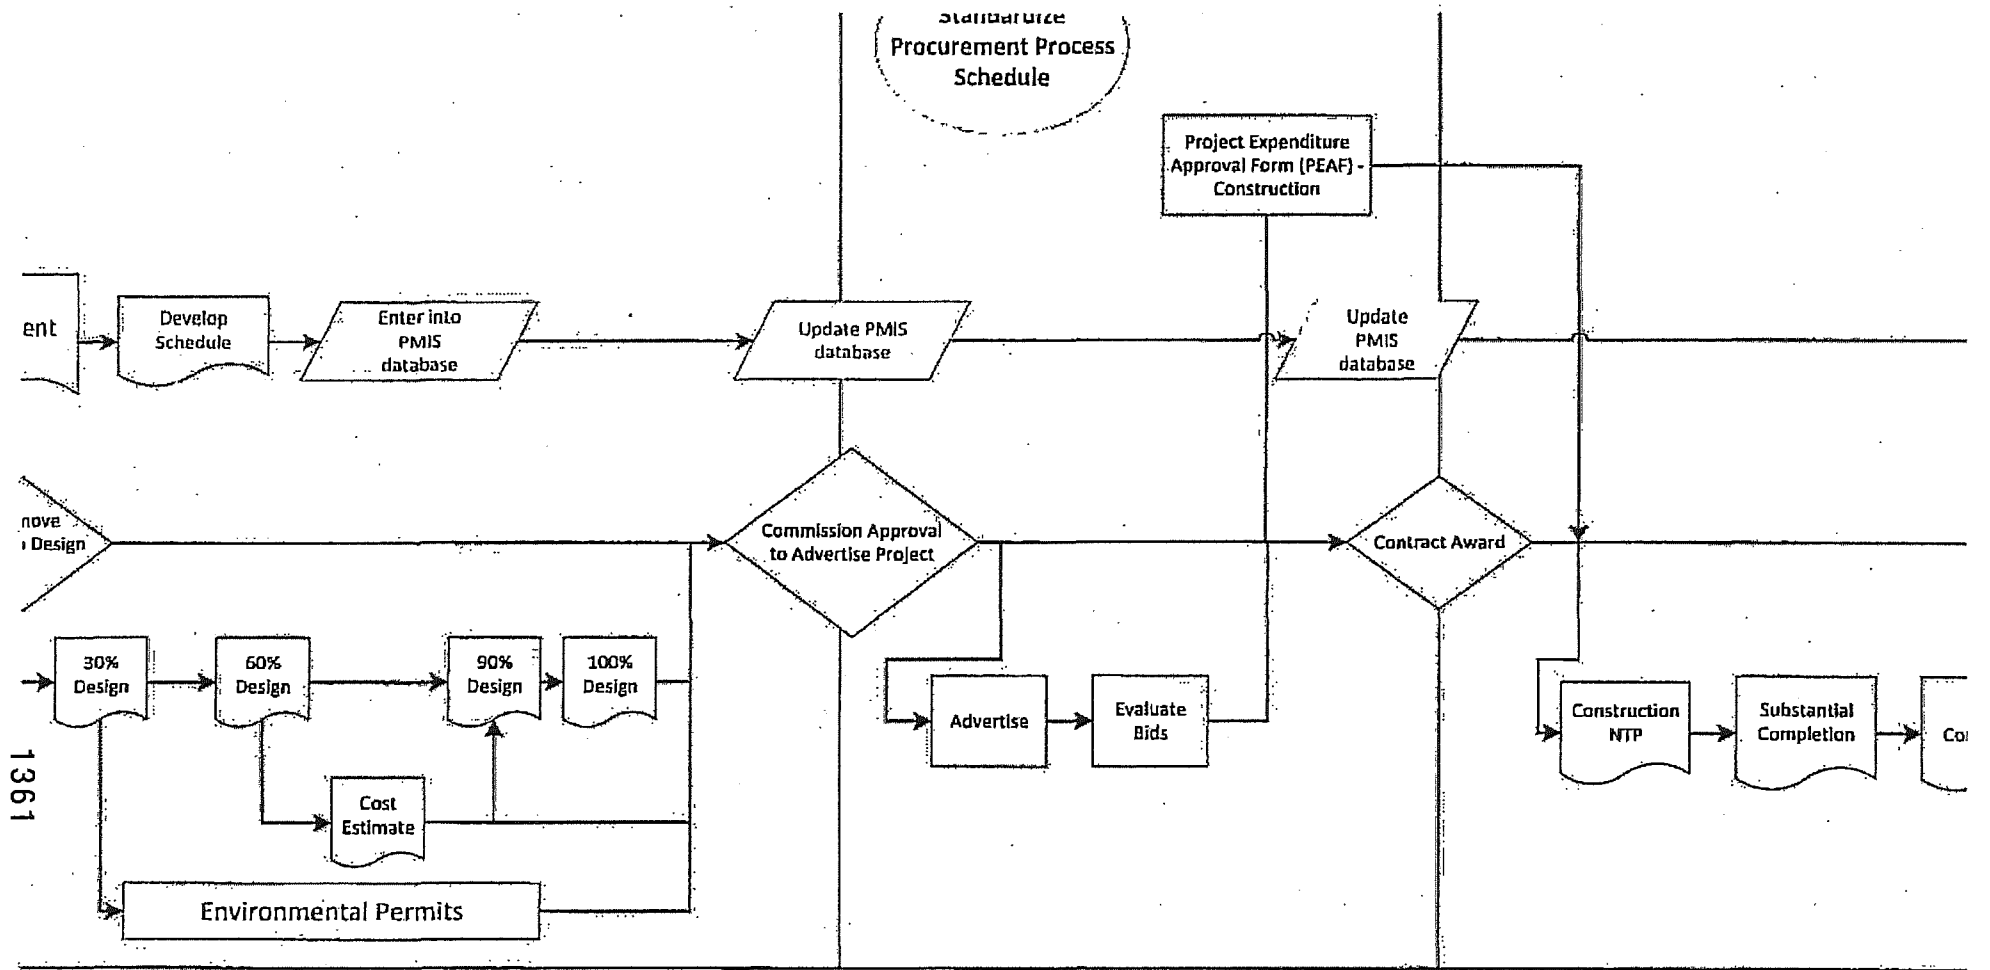 Standardize
Procurement Process
Schedule
Project Expenditure
Approval Form (PEAF) -
Construction
ent
Develop
Schedule
Enter into
PMIS
database
Update PMIS
database
Update
PMIS
database
Design
Commission Approval
to Advertise Project
Contract Award
30%
Design
60%
Design
90%
Design
100%
Design
Advertise
Evaluate
Bids
Construction
NTP
Substantial
Completion
Cost
Estimate
Environmental Permits
1361